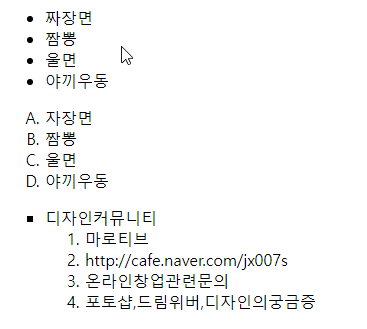 • 짜장면
• 짬뽕
• 울면
• 야끼우동
A. 자장면
B. 짬뽕
C. 울면
D. 야끼우동
▪ 디자인커뮤니티
1. 마로티브
2. http://cafe.naver.com/jx007s
3. 온라인창업관련문의
4. 포토샵,드림위버,디자인의궁금증